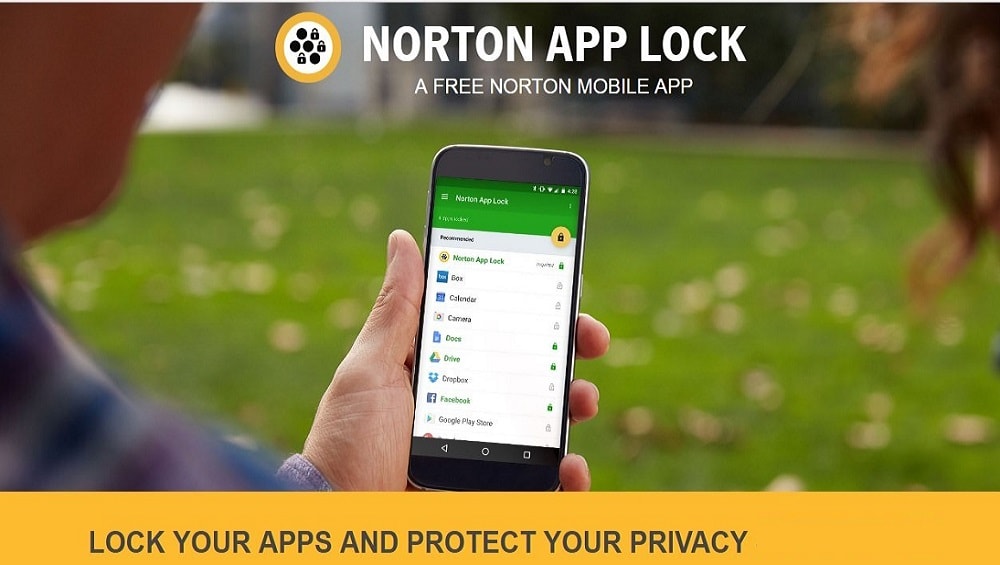 NORTON APP LOCK
A FREE NORTON MOBILE APP
4:28
Norton App Lock
Recommended
Norton App Lock
box Box
Calendar
Camera
Docs
Drive
Dropbox
Facebook
Google Play Store
LOCK YOUR APPS AND PROTECT YOUR PRIVACY